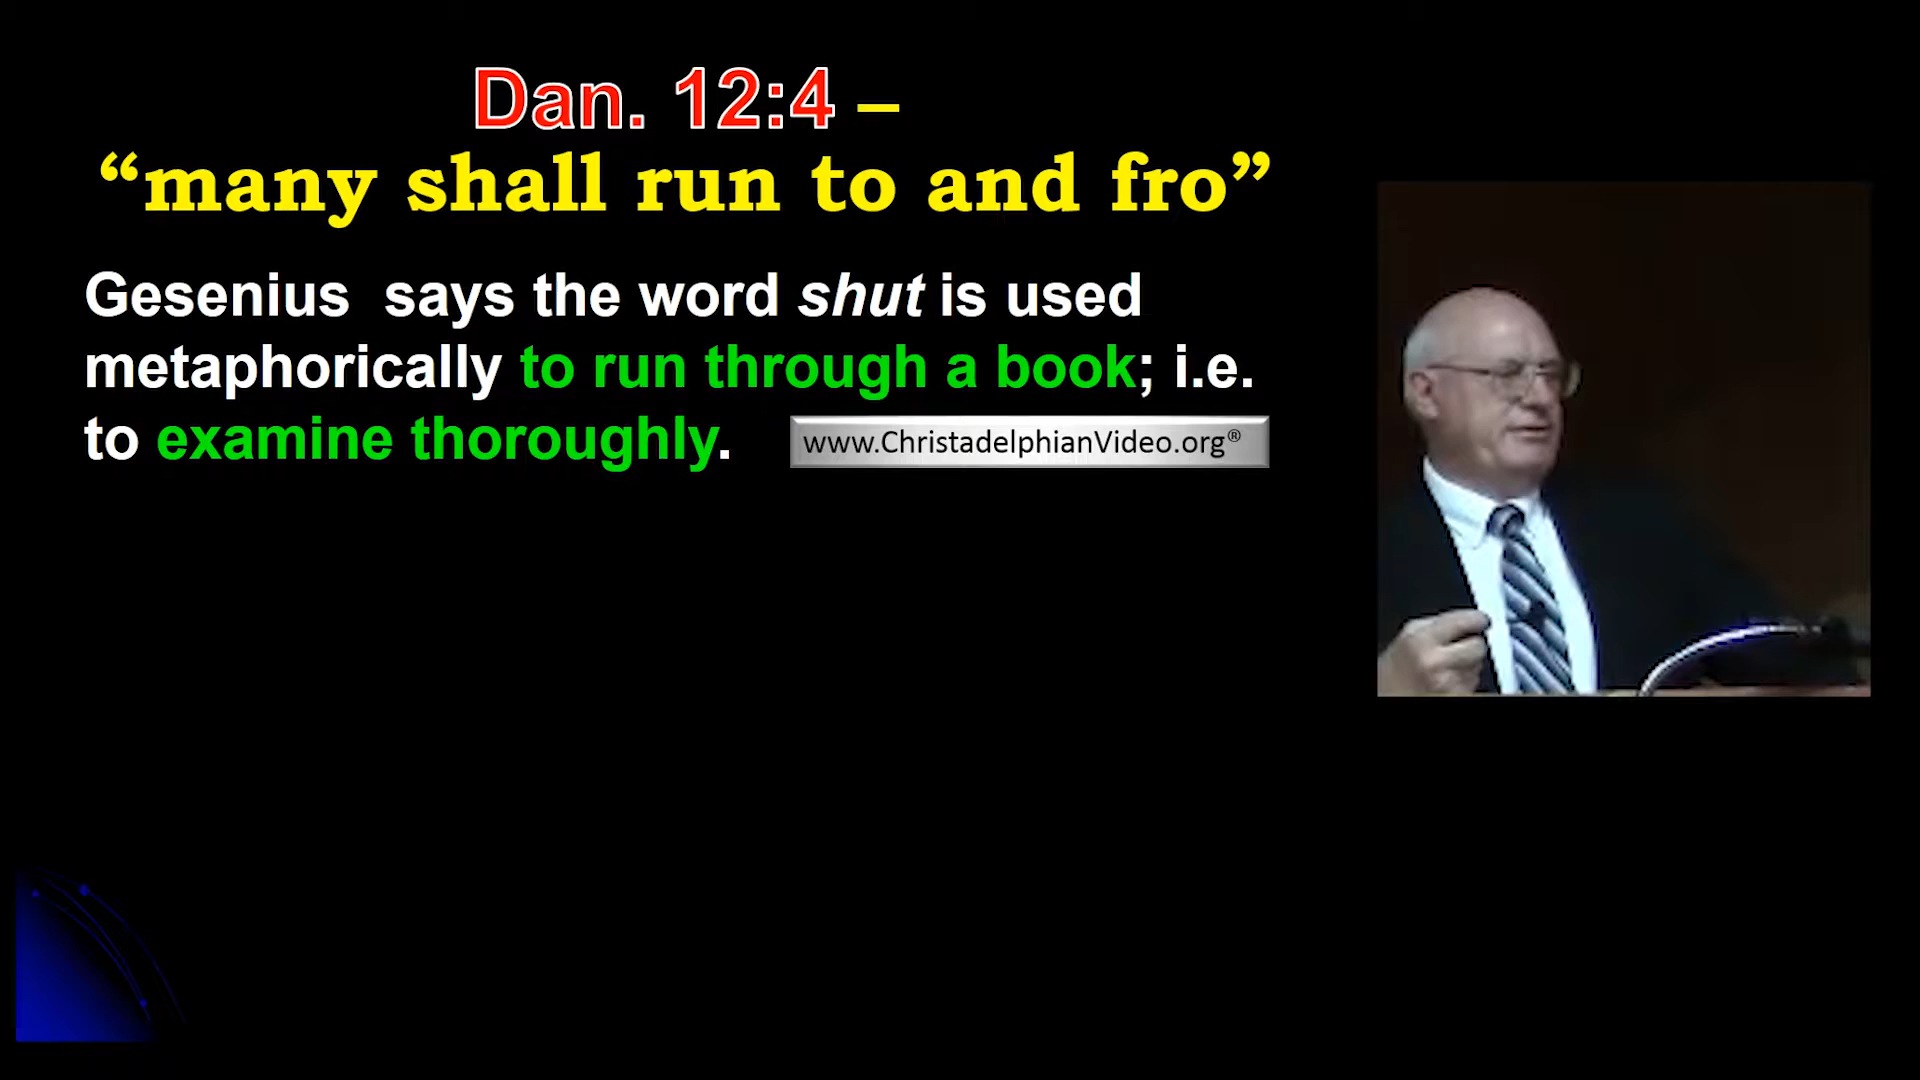 Dan. 12:4 –
“many shall run to and fro”
Gesenius  says the word shut is used
metaphorically to run through a book; i.e.
to examine thoroughly.
www.ChristadelphianVideo.org®